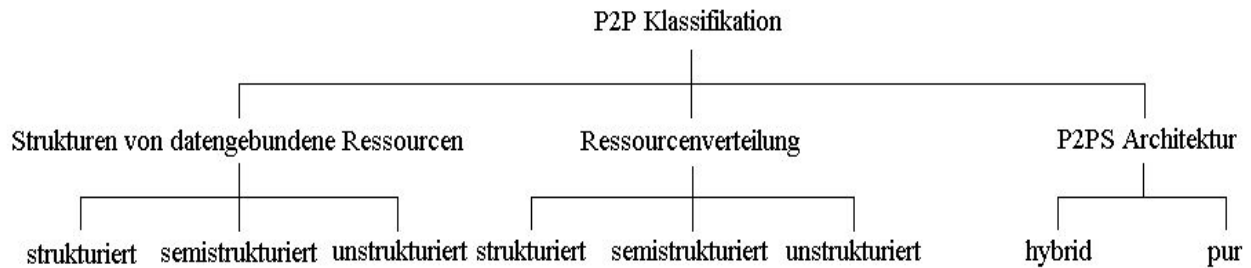 P2P Klassifikation
Strukturen von datengebundene Ressourcen Ressourcenverteilung P2PS Architektur
strukturiert semistrukturiert unstrukturiert strukturiert semistrukturiert unstrukturiert hybrid pur